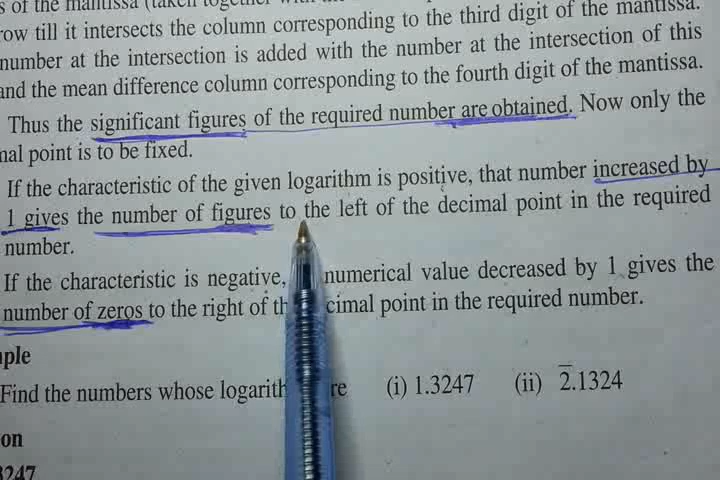 of the mantissa (taken together
row till it intersects the column corresponding to the third digit of the mantissa.
number at the intersection is added with the number at the intersection of this
and the mean difference column corresponding to the fourth digit of the mantissa.
Thus the significant figures of the required number are obtained. Now only the
nal point is to be fixed.
If the characteristic of the given logarithm is positive, that number increased by
1 gives the number of figures to the left of the decimal point in the required
number.
If the characteristic is negative, numerical value decreased by 1 gives the
number of zeros to the right of th cimal point in the required number.
mple
Find the numbers whose logarith re (i) 1.3247 (ii) 2̅.1324
on
3247